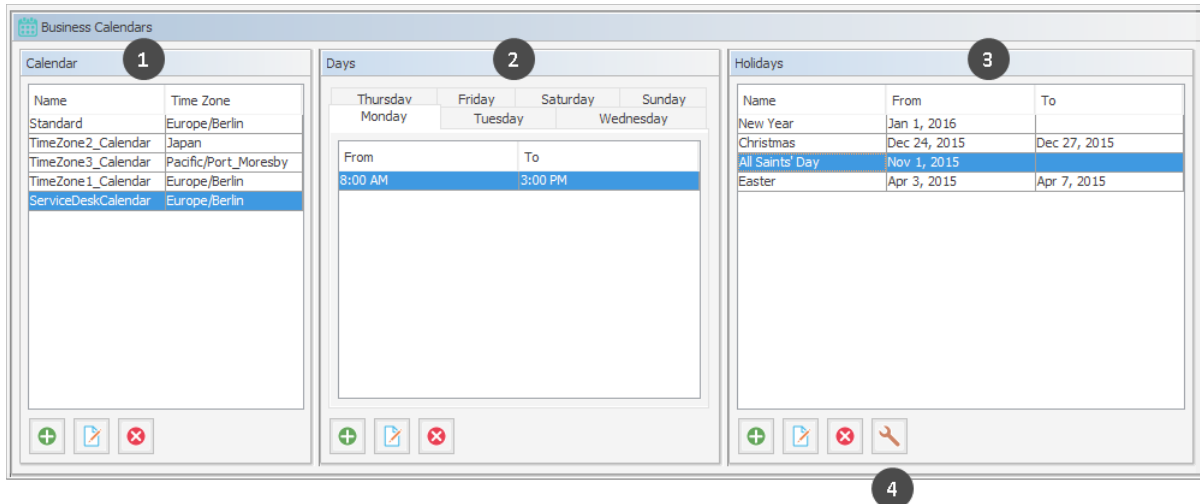 Business Calendars
Calendar 1
Name Time Zone
Standard Europe/Berlin
TimeZone2_Calendar Japan
TimeZone3_Calendar Pacific/Port_Moresby
TimeZone1_Calendar Europe/Berlin
ServiceDeskCalendar Europe/Berlin
Days 2
Thursday Friday Saturday Sunday
Monday Tuesday Wednesday
From To
8:00 AM 3:00 PM
Holidays 3
Name From To
New Year Jan 1, 2016
Christmas Dec 24, 2015 Dec 27, 2015
All Saints' Day Nov 1, 2015
Easter Apr 3, 2015 Apr 7, 2015
4